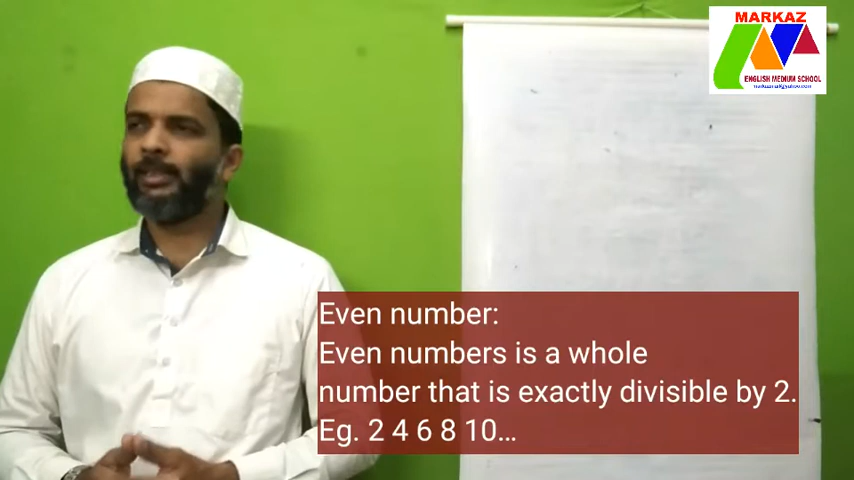 MARKAZ
ENGLISH MEDIUM SCHOOL
Even number:
Even numbers is a whole
number that is exactly divisible by 2.
Eg. 2 4 6 8 10...